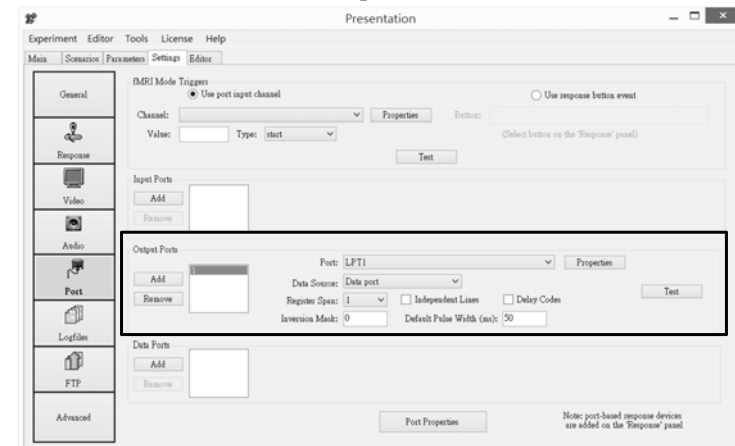 Presentation
Experiment Editor Tools License Help
Main Scenarios Parameters Settings Editor
General
Response
Video
Audio
Port
Logfiles
FTP
Advanced
fMRI Mode Triggers
Use port input channel
Use response button event
Channel:
Properties
Button:
Value:
Type: start
(Select button on the 'Response' panel)
Test
Input Ports
Add
Remove
Output Ports
1
Add
Remove
Port: LPT1
Properties
Data Source: Data port
Register Span: 1
Independent Lines
Delay Codes
Inversion Mask: 0
Default Pulse Width (ms): 50
Test
Data Ports
Add
Remove
Port Properties
Note: port-based response devices
are added on the 'Response' panel